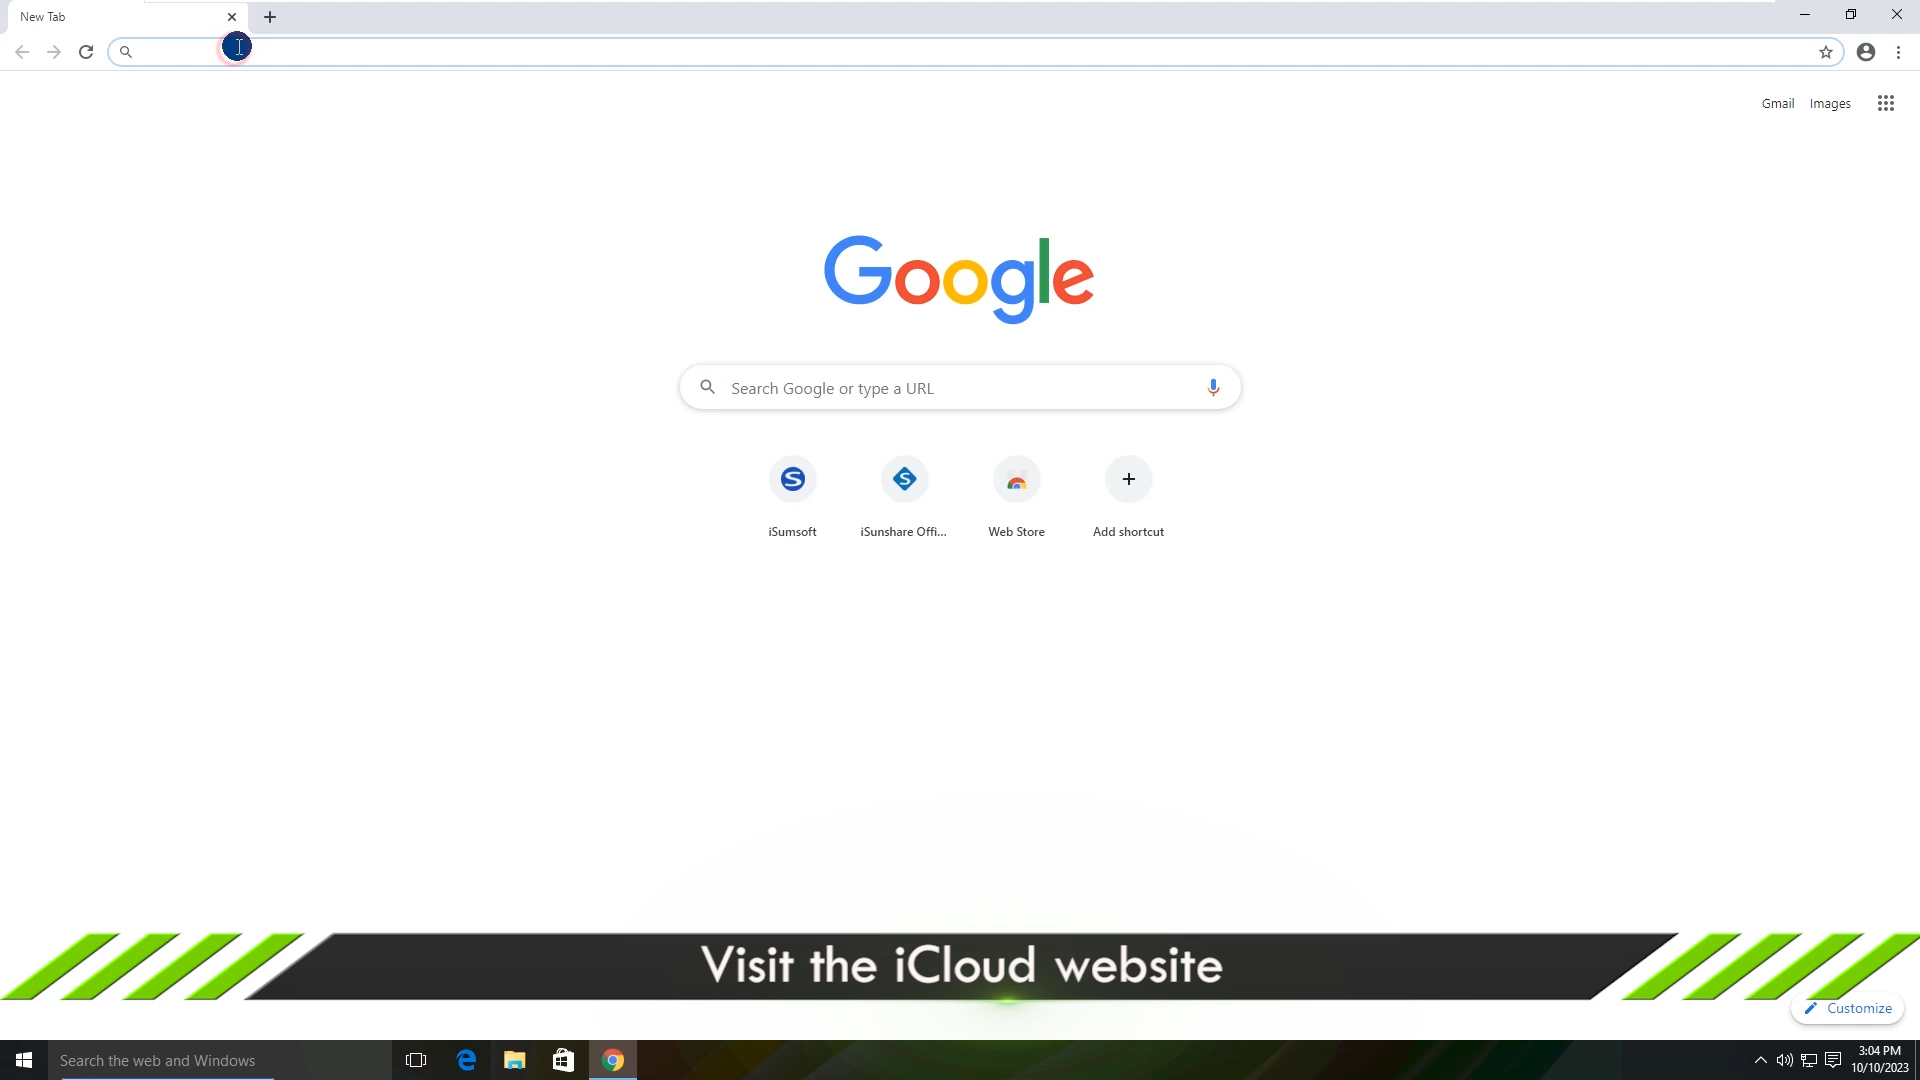 New Tab
Gmail Images
Google
Search Google or type a URL
iSumsoft iSunshare Offi... Web Store Add shortcut
Visit the iCloud website
Customize
Search the web and Windows
3:04 PM
10/10/2023